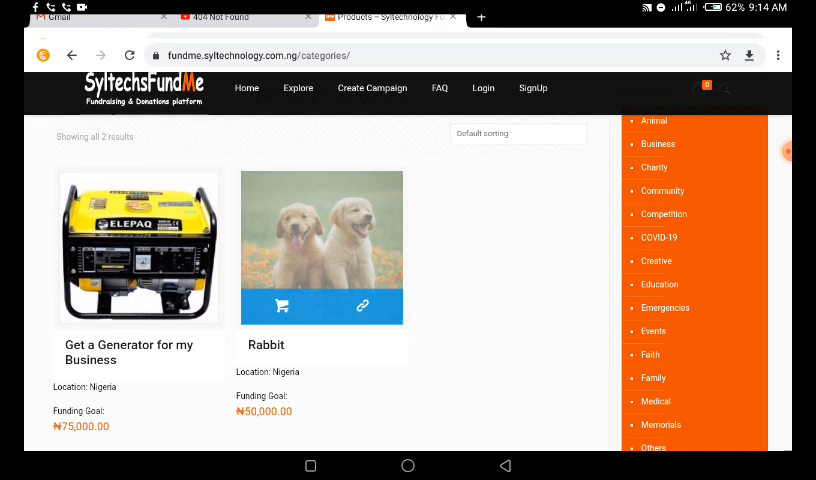 62% 9:14 AM
Gmail
404 Not Found
Products – Syltechnology Fu
fundme.syltechnology.com.ng/categories/
SyltechsFundMe
Fundraising & Donations platform
Home
Explore
Create Campaign
FAQ
Login
SignUp
0
Showing all 2 results
Default sorting
ELEPAQ
Get a Generator for my
Business
Location: Nigeria
Funding Goal:
₦75,000.00
Rabbit
Location: Nigeria
Funding Goal:
₦50,000.00
Animal
Business
Charity
Community
Competition
COVID-19
Creative
Education
Emergencies
Events
Faith
Family
Medical
Memorials
Others